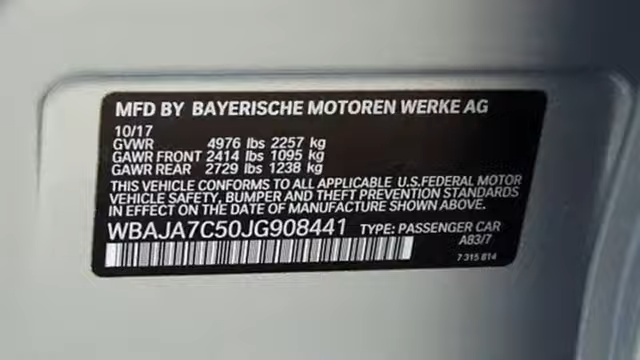 MFD BY BAYERISCHE MOTOREN WERKE AG
10/17
GVWR 4976 lbs 2257 kg
GAWR FRONT 2414 lbs 1095 kg
GAWR REAR 2729 lbs 1238 kg
THIS VEHICLE CONFORMS TO ALL APPLICABLE U.S.FEDERAL MOTOR
VEHICLE SAFETY, BUMPER AND THEFT PREVENTION STANDARDS
IN EFFECT ON THE DATE OF MANUFACTURE SHOWN ABOVE.
WBAJA7C50JG908441 TYPE: PASSENGER CAR
A83/7
7 315 814